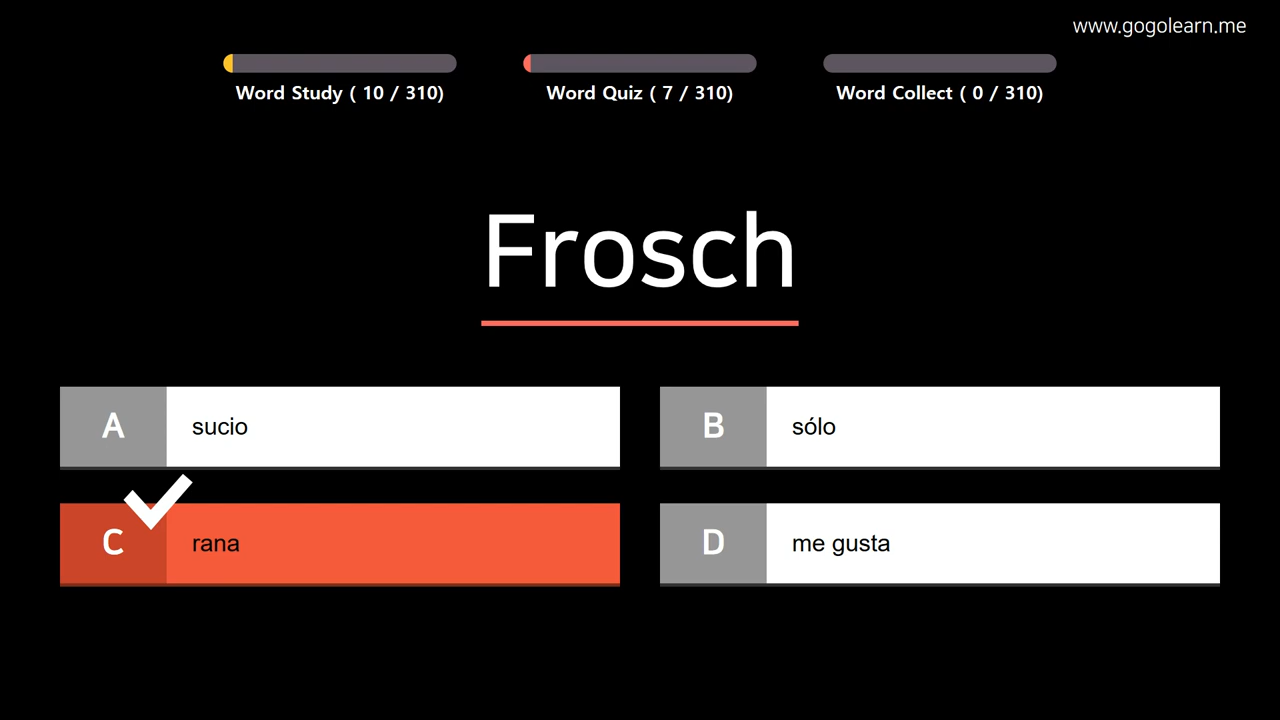 www.gogolearn.me
Word Study ( 10 / 310)
Word Quiz ( 7 / 310)
Word Collect ( 0 / 310)
Frosch
A
sucio
B
sólo
C
rana
D
me gusta